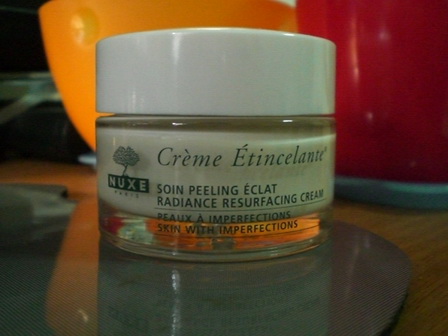 Crème Étincelante®
NUXE
PARIS
SOIN PEELING ÉCLAT
RADIANCE RESURFACING CREAM
PEAUX À IMPERFECTIONS
SKIN WITH IMPERFECTIONS